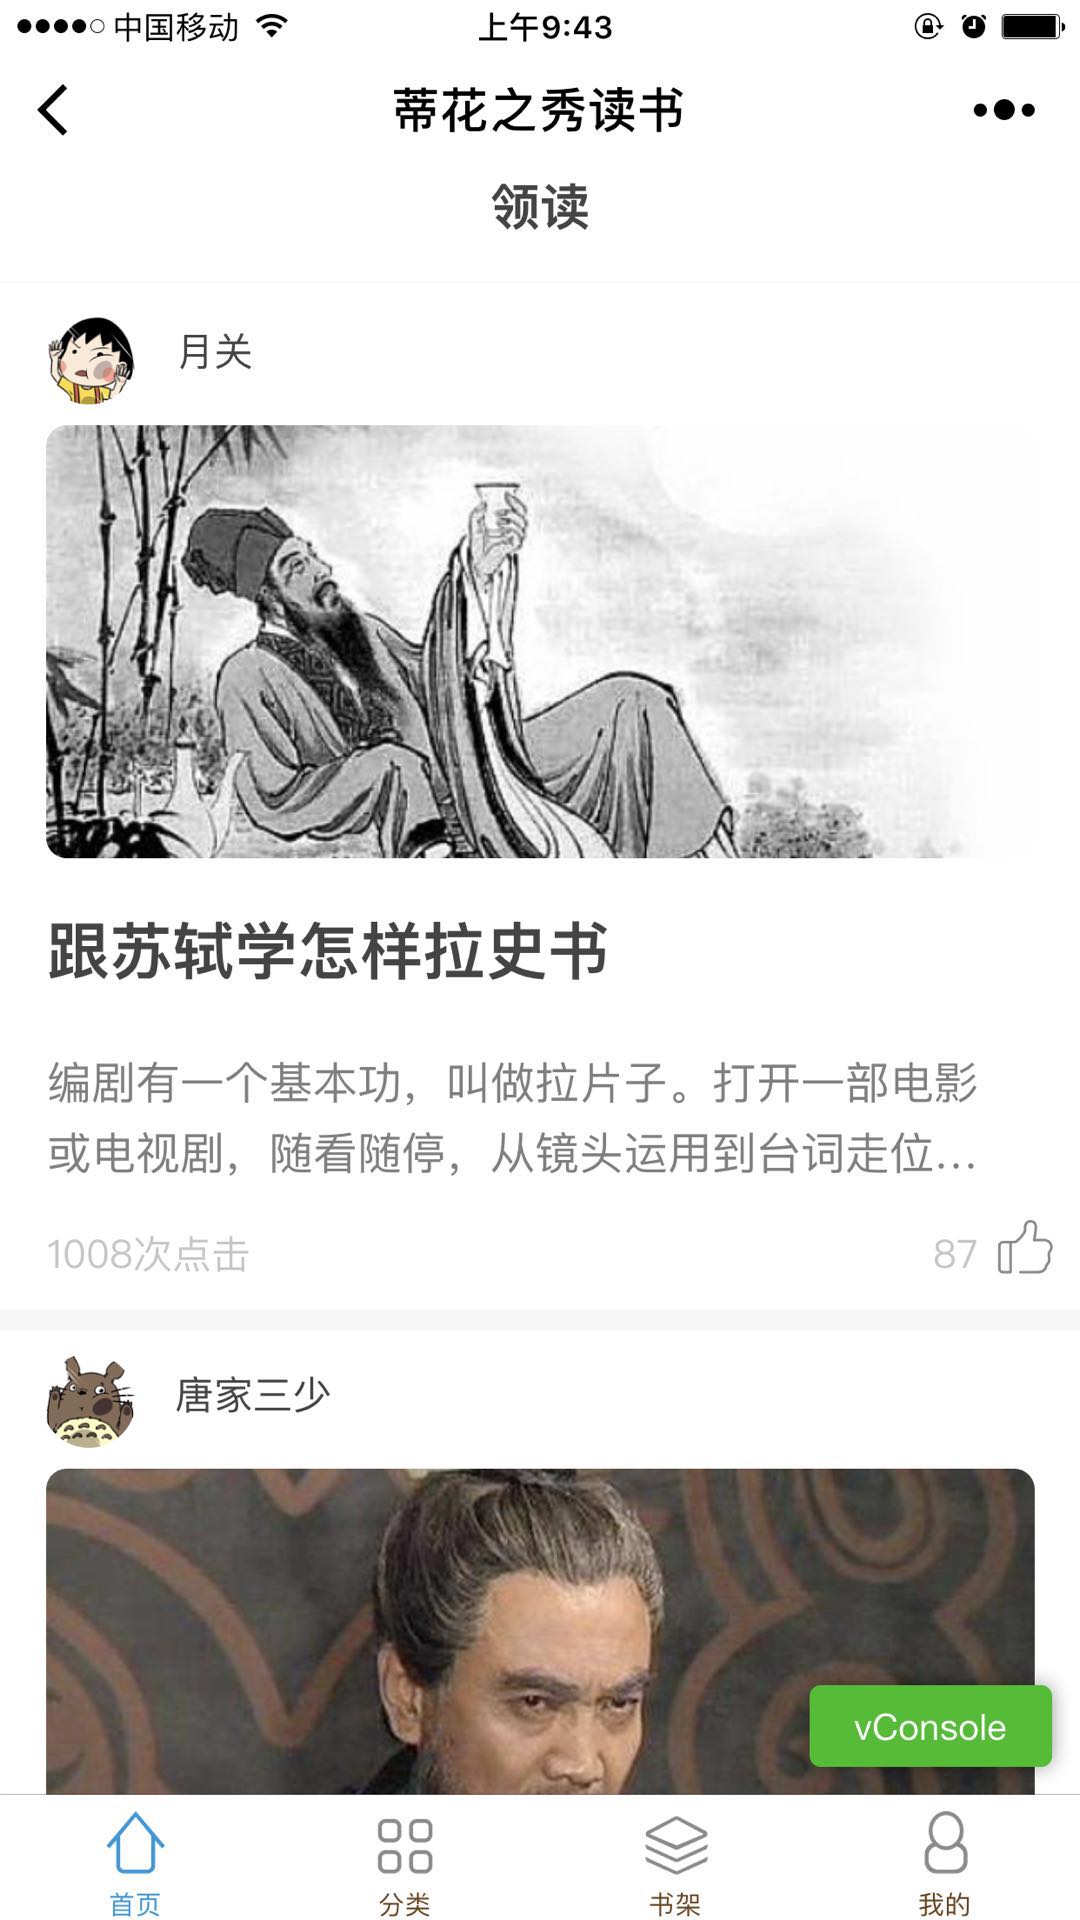 中国移动
上午9:43
蒂花之秀读书
领读
月关
跟苏轼学怎样拉史书
编剧有一个基本功，叫做拉片子。打开一部电影
或电视剧，随看随停，从镜头运用到台词走位...
1008次点击
87
唐家三少
vConsole
首页
分类
书架
我的